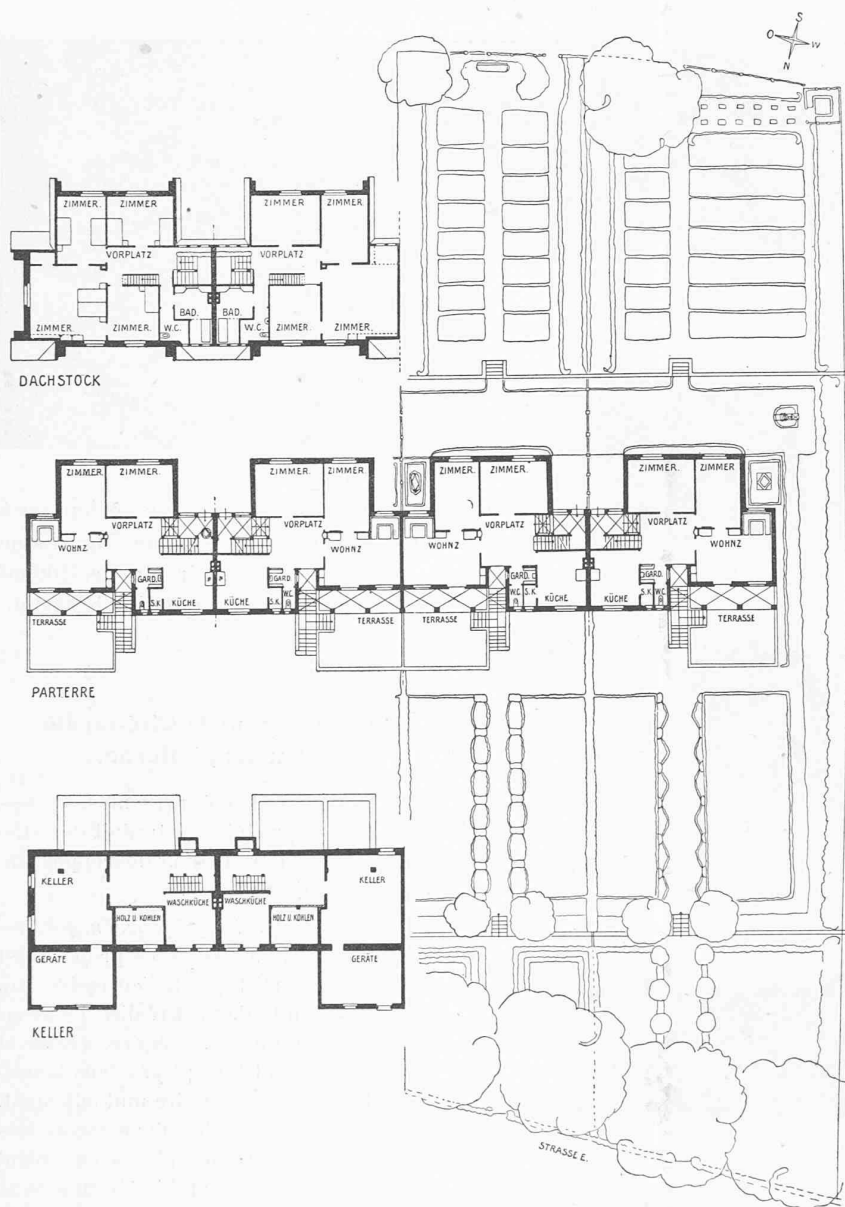 S
O W
N
ZIMMER. ZIMMER. ZIMMER ZIMMER.
VORPLATZ VORPLATZ
BAD. BAD.
ZIMMER. ZIMMER. W.C. W.C. ZIMMER. ZIMMER.
DACHSTOCK
ZIMMER. ZIMMER. ZIMMER. ZIMMER. ZIMMER. ZIMMER. ZIMMER. ZIMMER.
VORPLATZ VORPLATZ VORPLATZ VORPLATZ
WOHNZ WOHNZ WOHNZ WOHNZ
GARD. GARD. GARD. GARD.
S.K. KÜCHE KÜCHE S.K. W.C. W.C. S.K. KÜCHE KÜCHE S.K. W.C.
TERRASSE TERRASSE TERRASSE TERRASSE
PARTERRE
KELLER KELLER
WASCHKÜCHE WASCHKÜCHE
HOLZ U. KOHLEN HOLZ U. KOHLEN
GERÄTE GERÄTE
KELLER
STRASSE E.